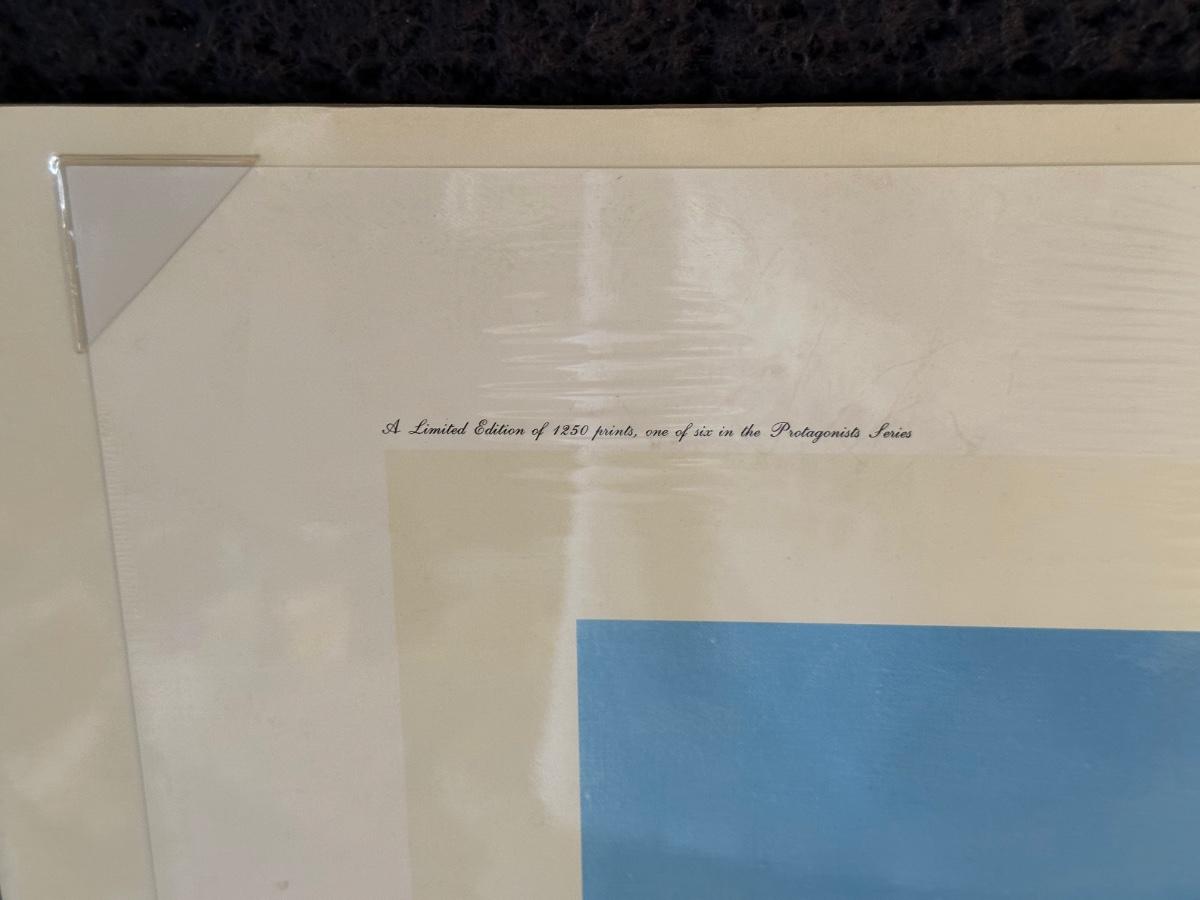 A Limited Edition of 1250 prints, one of six in the Protagonists Series